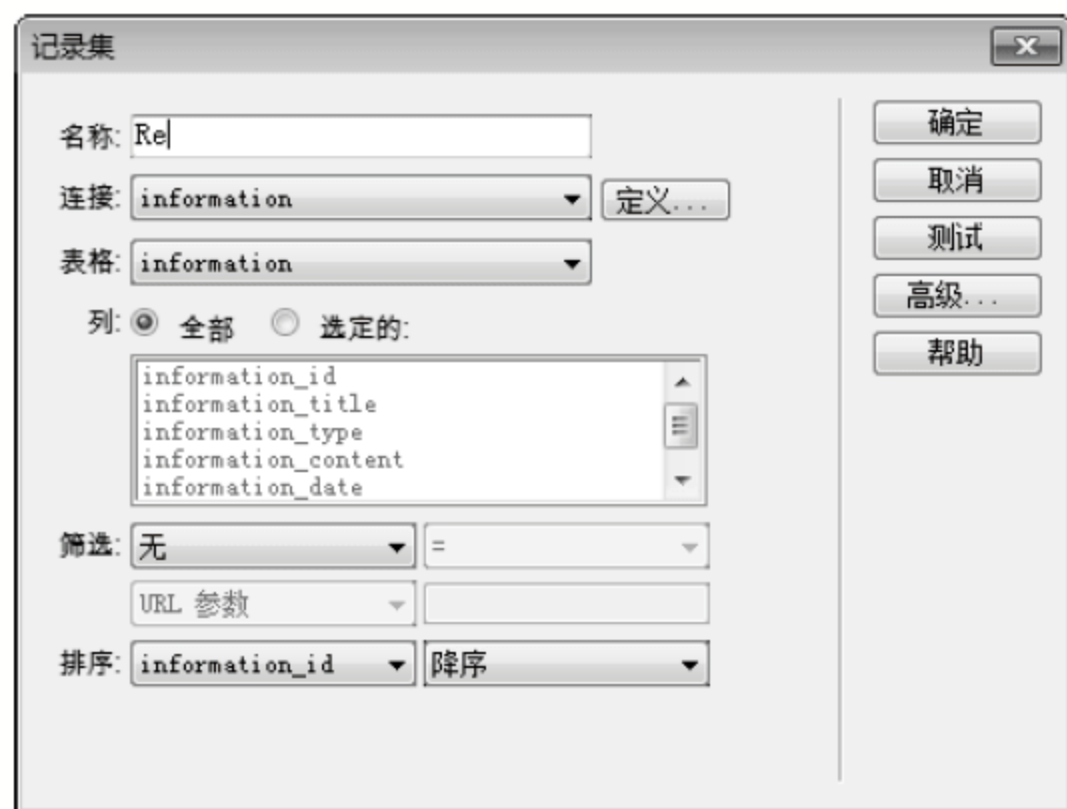 记录集
名称: Re
连接: information 定义...
表格: information
列: 全部 选定的:
information_id
information_title
information_type
information_content
information_date
筛选: 无 =
URL 参数
排序: information_id 降序
确定
取消
测试
高级...
帮助